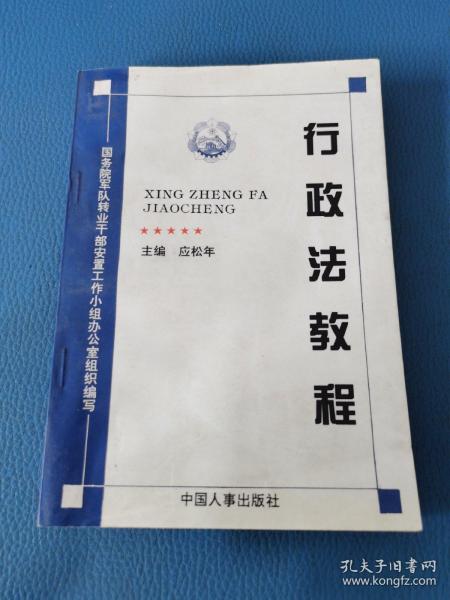 行政法教程
XING ZHENG FA
JIAOCHENG
★★★★★
主编 应松年
国务院军队转业干部安置工作小组办公室组织编写
中国人事出版社
孔夫子旧书网
www.kongfz.com